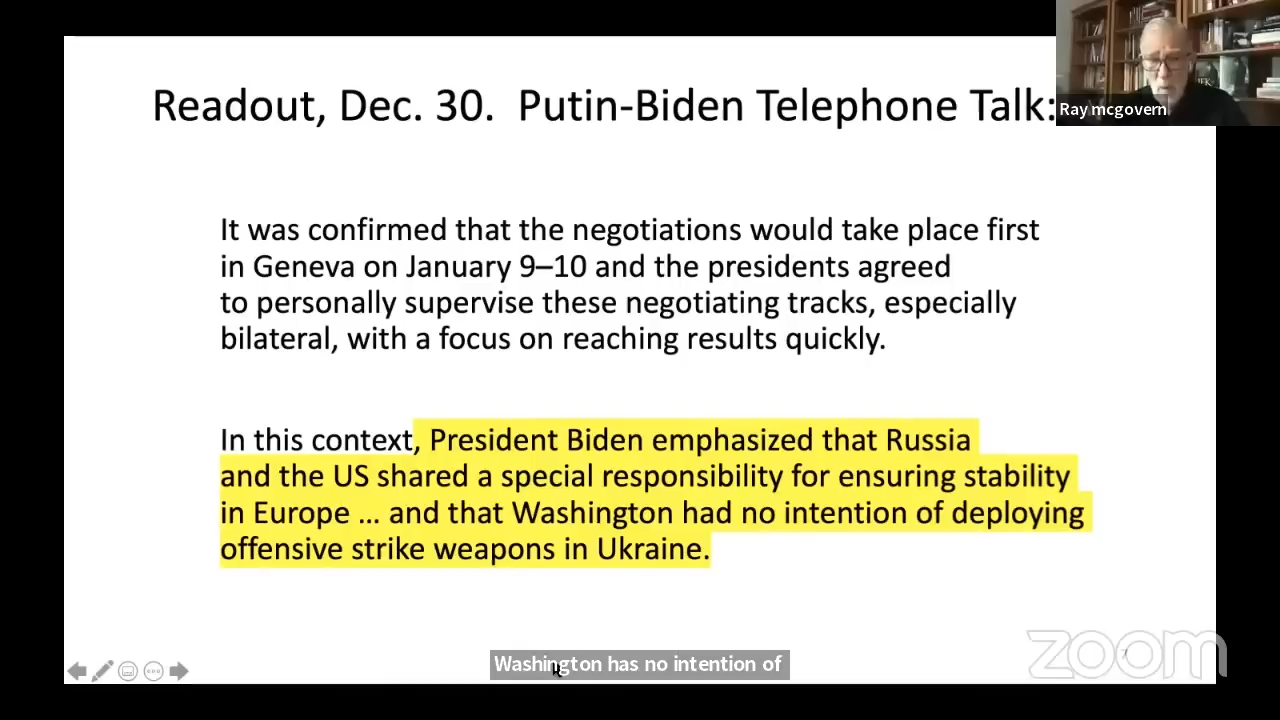 Readout, Dec. 30. Putin-Biden Telephone Talk:
Ray mcgovern
It was confirmed that the negotiations would take place first
in Geneva on January 9–10 and the presidents agreed
to personally supervise these negotiating tracks, especially
bilateral, with a focus on reaching results quickly.
In this context, President Biden emphasized that Russia
and the US shared a special responsibility for ensuring stability
in Europe … and that Washington had no intention of deploying
offensive strike weapons in Ukraine.
Washington has no intention of
zoom
7